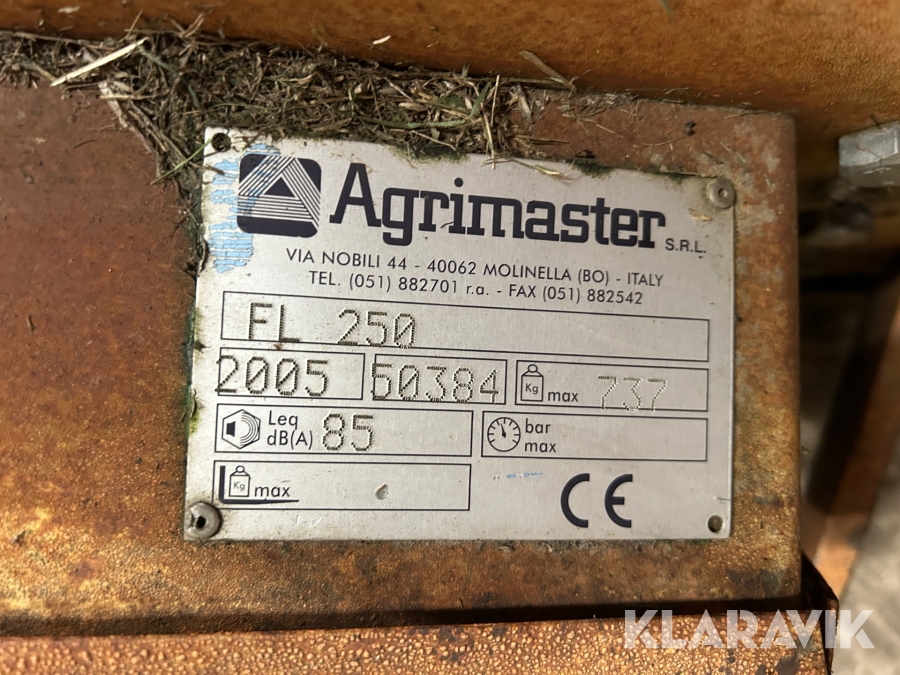 Agrimaster S.R.L.
VIA NOBILI 44 - 40062 MOLINELLA (BO) - ITALY
TEL. (051) 882701 r.a. - FAX (051) 882542
FL 250
2005 50384 Kg max 737
Leq dB(A) 85 bar max
Kg max CE
KLARAVIK